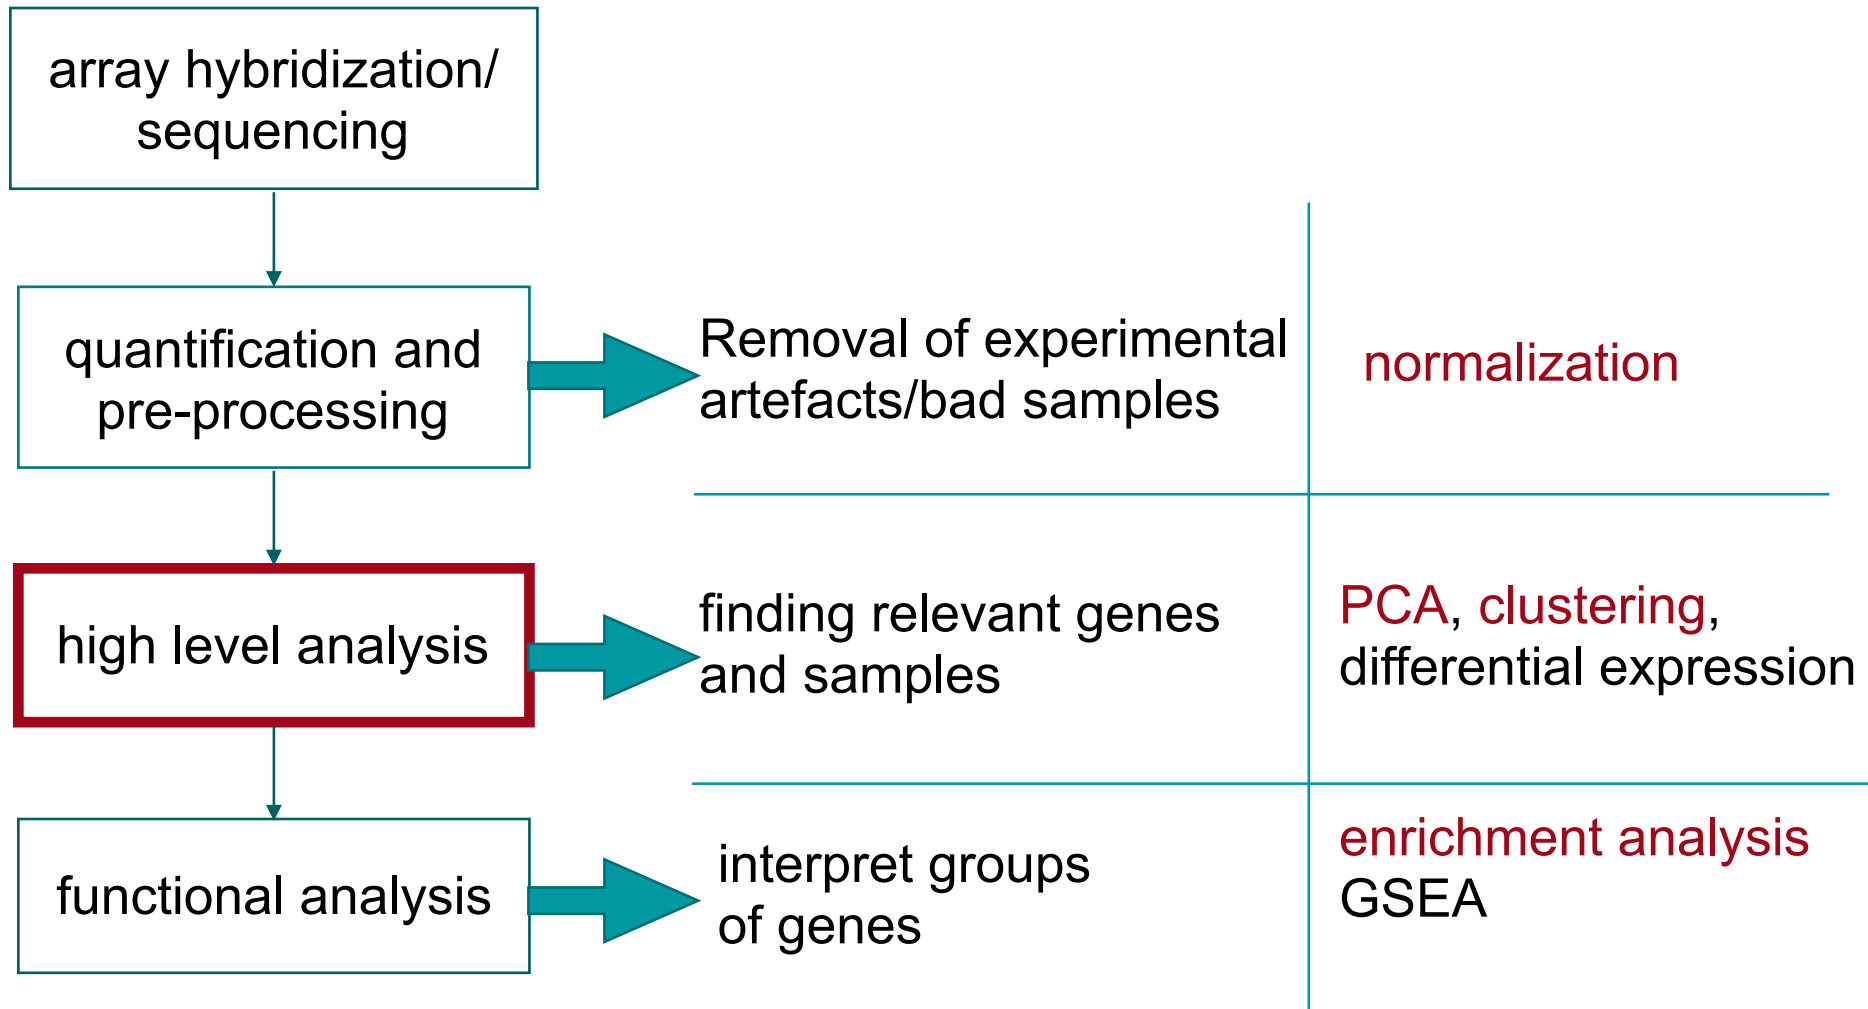 array hybridization/
sequencing
quantification and
pre-processing
Removal of experimental
artefacts/bad samples
normalization
high level analysis
finding relevant genes
and samples
PCA, clustering,
differential expression
functional analysis
interpret groups
of genes
enrichment analysis
GSEA